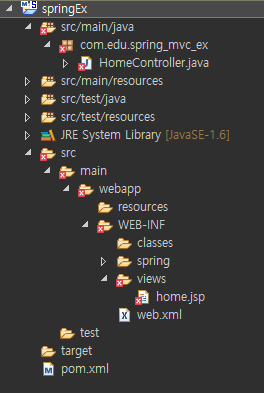 springEx
src/main/java
com.edu.spring_mvc_ex
HomeController.java
src/main/resources
src/test/java
src/test/resources
JRE System Library [JavaSE-1.6]
src
main
webapp
resources
WEB-INF
classes
spring
views
home.jsp
web.xml
test
target
pom.xml